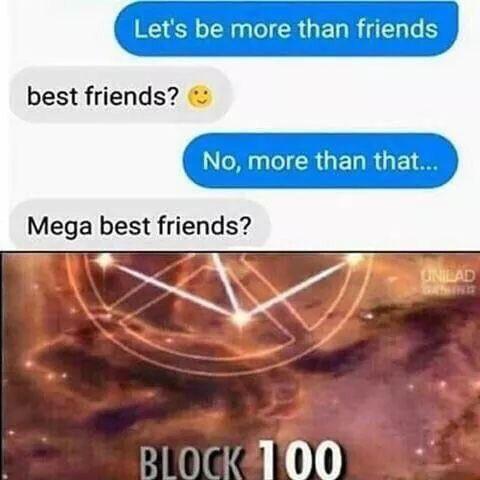 Let's be more than friends
best friends? 🙂
No, more than that...
Mega best friends?
UNILAD
BLOCK 100